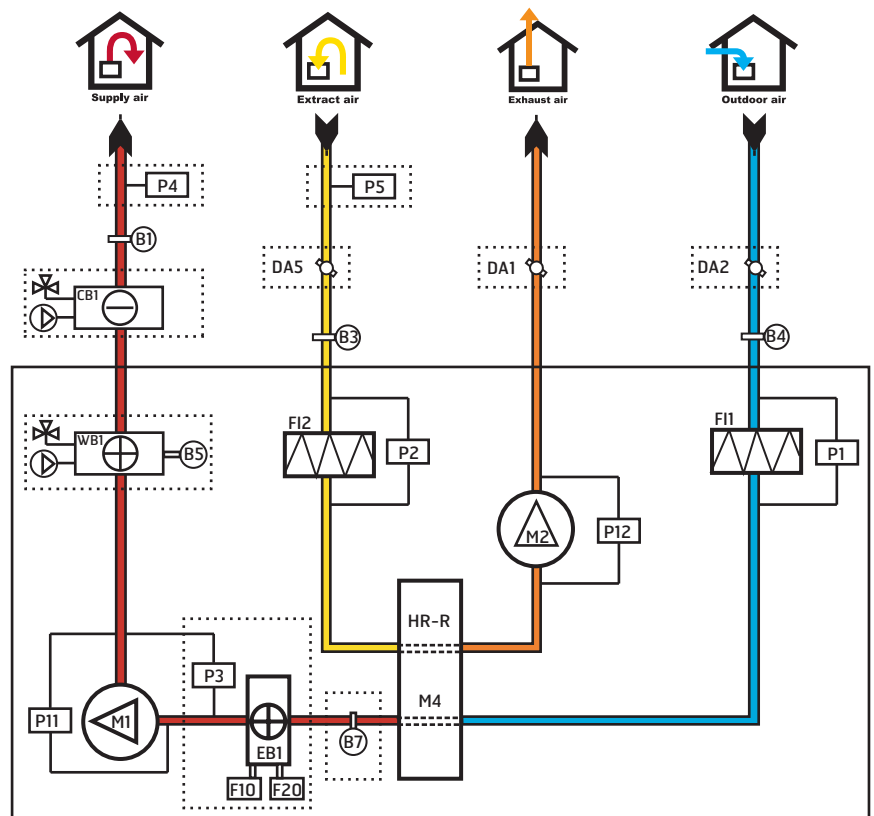 Supply air
Extract air
Exhaust air
Outdoor air
P4
P5
B1
DA5
DA1
DA2
CB1
B3
B4
WB1
B5
FI2
P2
FI1
P1
M2
P12
HR-R
P3
M4
P11
M1
B7
EB1
F10
F20